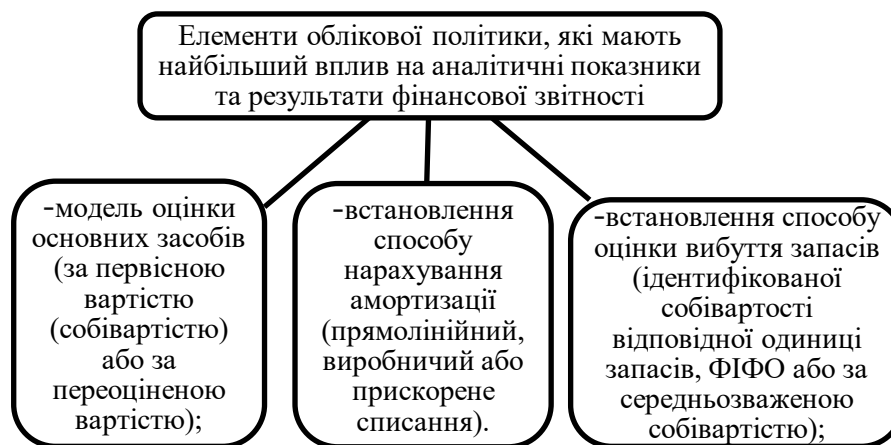 Елементи облікової політики, які мають
найбільший вплив на аналітичні показники
та результати фінансової звітності
-модель оцінки
основних засобів
(за первісною
вартістю
(собівартістю)
або за
переоціненою
вартістю);
-встановлення
способу
нарахування
амортизації
(прямолінійний,
виробничий або
прискорене
списання).
-встановлення способу
оцінки вибуття запасів
(ідентифікованої
собівартості
відповідної одиниці
запасів, ФІФО або за
середньозваженою
собівартістю);